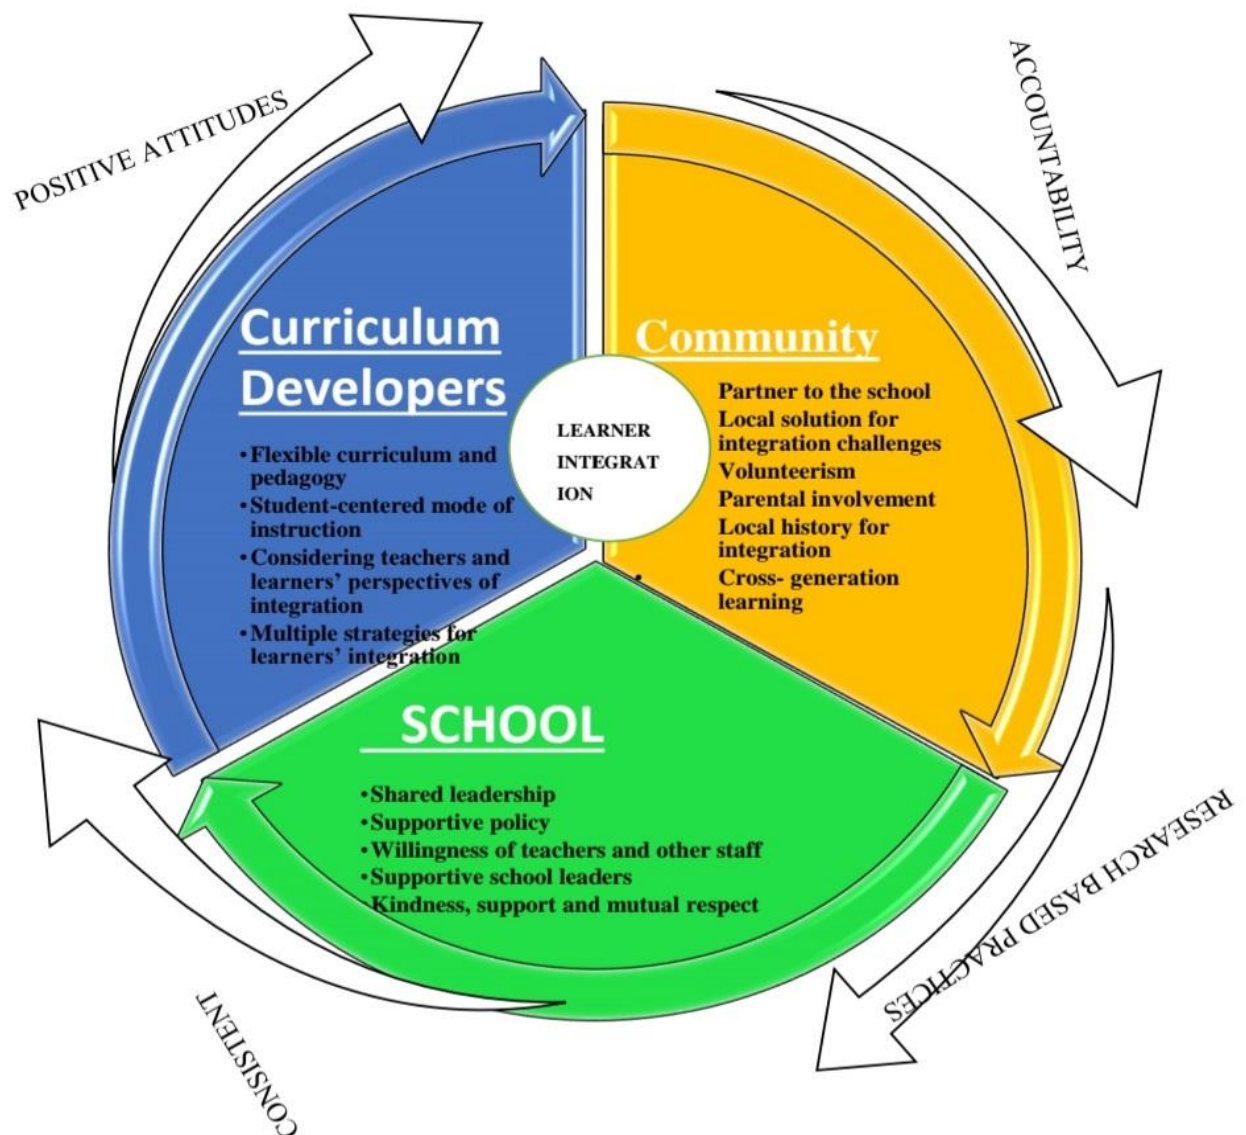 POSITIVE ATTITUDES
ACCOUNTABILITY
Curriculum
Developers
•Flexible curriculum and
pedagogy
•Student-centered mode of
instruction
•Considering teachers and
learners’ perspectives of
integration
•Multiple strategies for
learners’ integration
Community
Partner to the school
Local solution for
integration challenges
Volunteerism
Parental involvement
Local history for
integration
• Cross- generation
learning
LEARNER
INTEGRAT
ION
SCHOOL
•Shared leadership
•Supportive policy
•Willingness of teachers and other staff
•Supportive school leaders
•Kindness, support and mutual respect
RESEARCH BASED PRACTICES
CONSISTENT